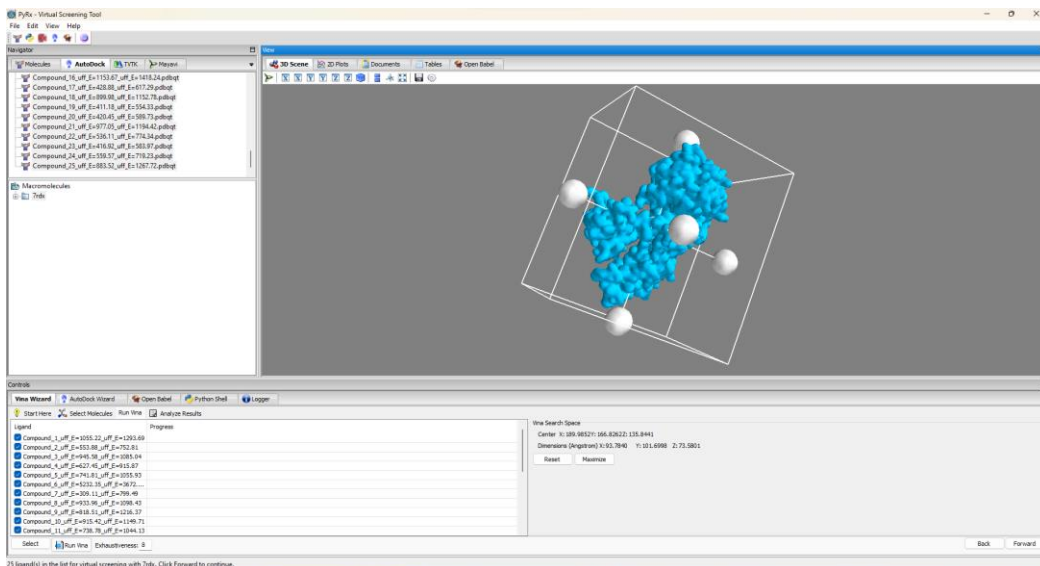 PyRx - Virtual Screening Tool
File Edit View Help
Navigator
View
Molecules AutoDock TVTK Mayavi
3D Scene 2D Plots Documents Tables Open Babel
Compound_16_uff_E=1153.67_uff_E=1418.24.pdbqt
Compound_17_uff_E=428.88_uff_E=617.29.pdbqt
Compound_18_uff_E=899.98_uff_E=1152.78.pdbqt
Compound_19_uff_E=411.18_uff_E=554.33.pdbqt
Compound_20_uff_E=420.45_uff_E=589.73.pdbqt
Compound_21_uff_E=977.05_uff_E=1194.42.pdbqt
Compound_22_uff_E=536.11_uff_E=774.34.pdbqt
Compound_23_uff_E=416.92_uff_E=583.97.pdbqt
Compound_24_uff_E=559.57_uff_E=719.23.pdbqt
Compound_25_uff_E=883.52_uff_E=1267.72.pdbqt
Macromolecules
7rdx
Controls
Vina Wizard AutoDock Wizard Open Babel Python Shell Logger
Start Here Select Molecules Run Vina Analyze Results
Ligand Progress
Compound_1_uff_E=1055.22_uff_E=1293.69
Compound_2_uff_E=553.88_uff_E=752.81
Compound_3_uff_E=945.58_uff_E=1085.04
Compound_4_uff_E=627.45_uff_E=915.87
Compound_5_uff_E=741.81_uff_E=1055.93
Compound_6_uff_E=5232.35_uff_E=3672....
Compound_7_uff_E=309.11_uff_E=799.49
Compound_8_uff_E=933.96_uff_E=1098.43
Compound_9_uff_E=818.51_uff_E=1216.37
Compound_10_uff_E=915.42_uff_E=1149.71
Compound_11_uff_E=738.78_uff_E=1044.13
Vina Search Space
Center X:189.9852Y:166.8262Z:135.8441
Dimensions (Angstrom) X:93.7840 Y:101.6998 Z:73.5801
Reset Maximize
Select Run Vina Exhaustiveness: 8
Back Forward
25 ligand(s) in the list for virtual screening with 7rdx. Click Forward to continue.